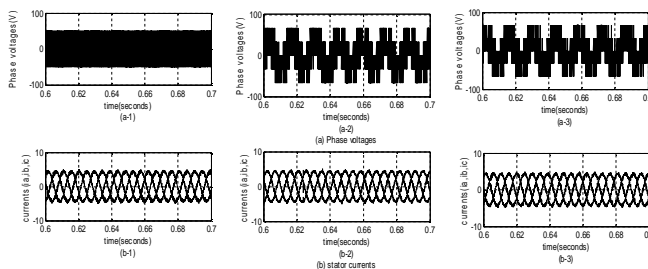 100
0
-100
Phase voltages(V)
0.6 0.62 0.64 0.66 0.68 0.7
time(seconds)
(a-1)
100
0
-100
Phase voltages(V)
0.6 0.62 0.64 0.66 0.68 0.7
time(seconds)
(a-2)
(a) Phase voltages
100
0
-100
Phase voltages(V)
0.6 0.62 0.64 0.66 0.68 0.
time(seconds)
(a-3)
10
0
-10
currents(ia,ib,ic)
0.6 0.62 0.64 0.66 0.68 0.7
time(seconds)
(b-1)
10
0
-10
currents(ia,ib,ic)
0.6 0.62 0.64 0.66 0.68 0.7
time(seconds)
(b-2)
(b) stator currents
10
0
-10
currents(ia,ib,ic)
0.6 0.62 0.64 0.66 0.68 0.
time(seconds)
(b-3)